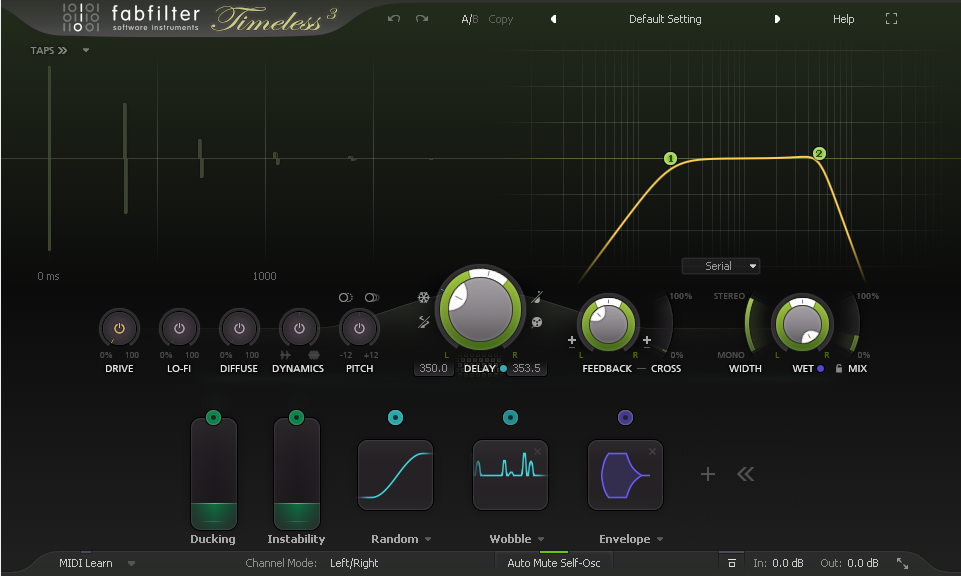 fabfilter
software instruments
Timeless 3
A/B Copy
Default Setting
Help
TAPS
1 2
Serial
0 ms 1000
100% STEREO 100%
0% 100 0% 100 0% 100 -12 +12 L R L R 0% MONO L R 0%
DRIVE LO-FI DIFFUSE DYNAMICS PITCH 350.0 DELAY 353.5 FEEDBACK CROSS WIDTH WET MIX
Ducking Instability Random Wobble Envelope
MIDI Learn Channel Mode: Left/Right Auto Mute Self-Osc In: 0.0 dB Out: 0.0 dB